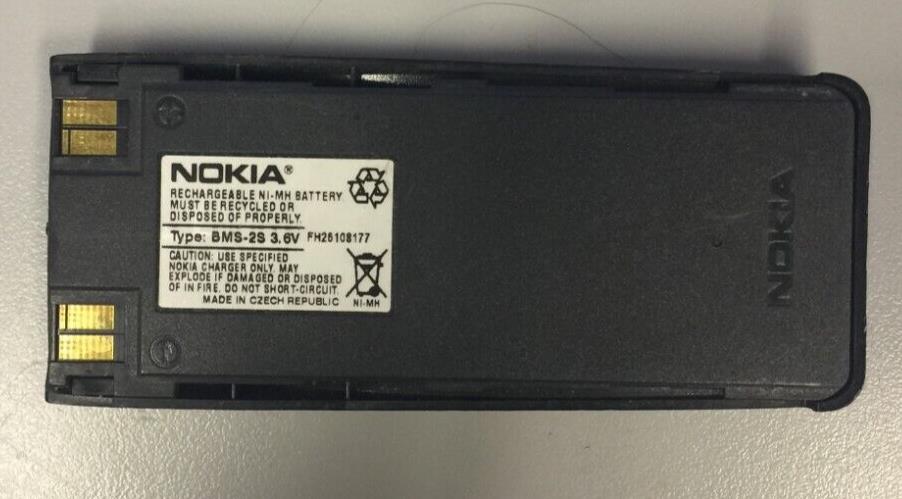 NOKIA®
RECHARGEABLE NI-MH BATTERY
MUST BE RECYCLED OR
DISPOSED OF PROPERLY.
Type: BMS-2S 3.6V FH26108177
CAUTION: USE SPECIFIED
NOKIA CHARGER ONLY. MAY
EXPLODE IF DAMAGED OR DISPOSED
OF IN FIRE. DO NOT SHORT-CIRCUIT.
MADE IN CZECH REPUBLIC
NI-MH
NOKIA